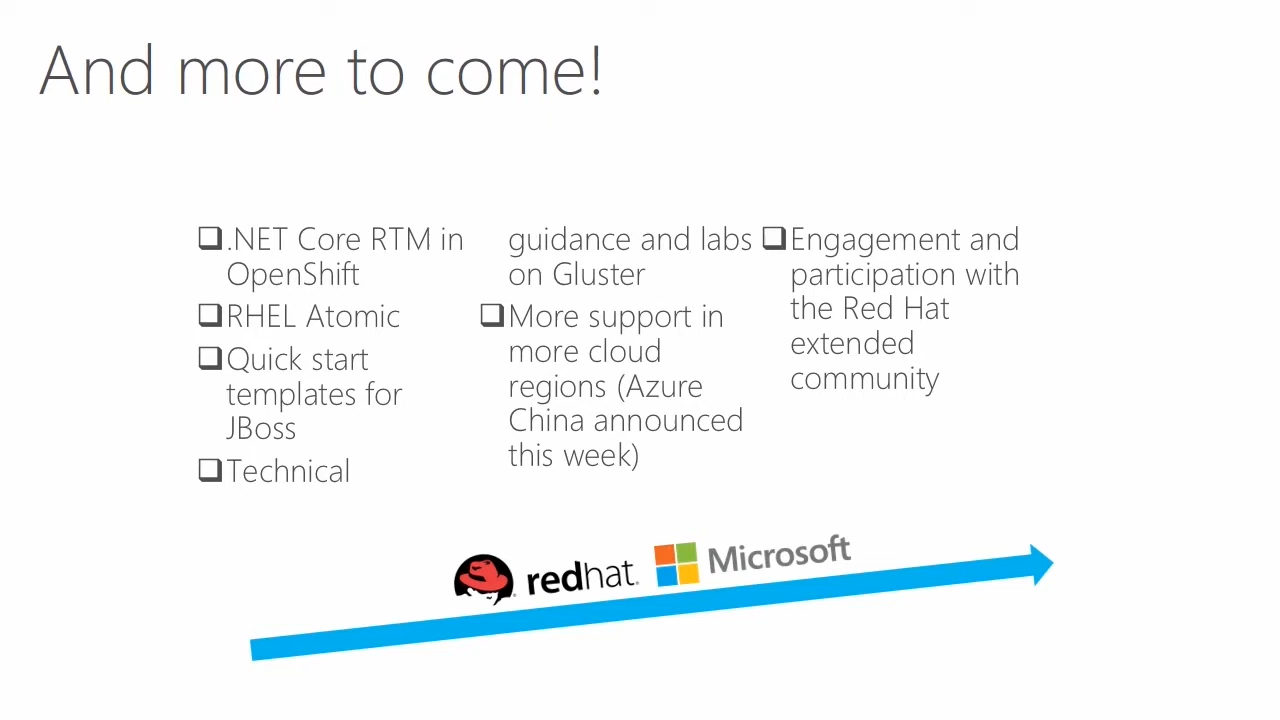 And more to come!
❑.NET Core RTM in
OpenShift
❑RHEL Atomic
❑Quick start
templates for
JBoss
❑Technical
guidance and labs
on Gluster
❑More support in
more cloud
regions (Azure
China announced
this week)
❑Engagement and
participation with
the Red Hat
extended
community
redhat.
Microsoft